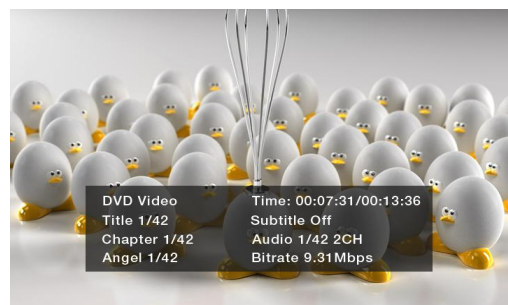 DVD Video
Time: 00:07:31/00:13:36
Title 1/42
Subtitle Off
Chapter 1/42
Audio 1/42 2CH
Angel 1/42
Bitrate 9.31Mbps